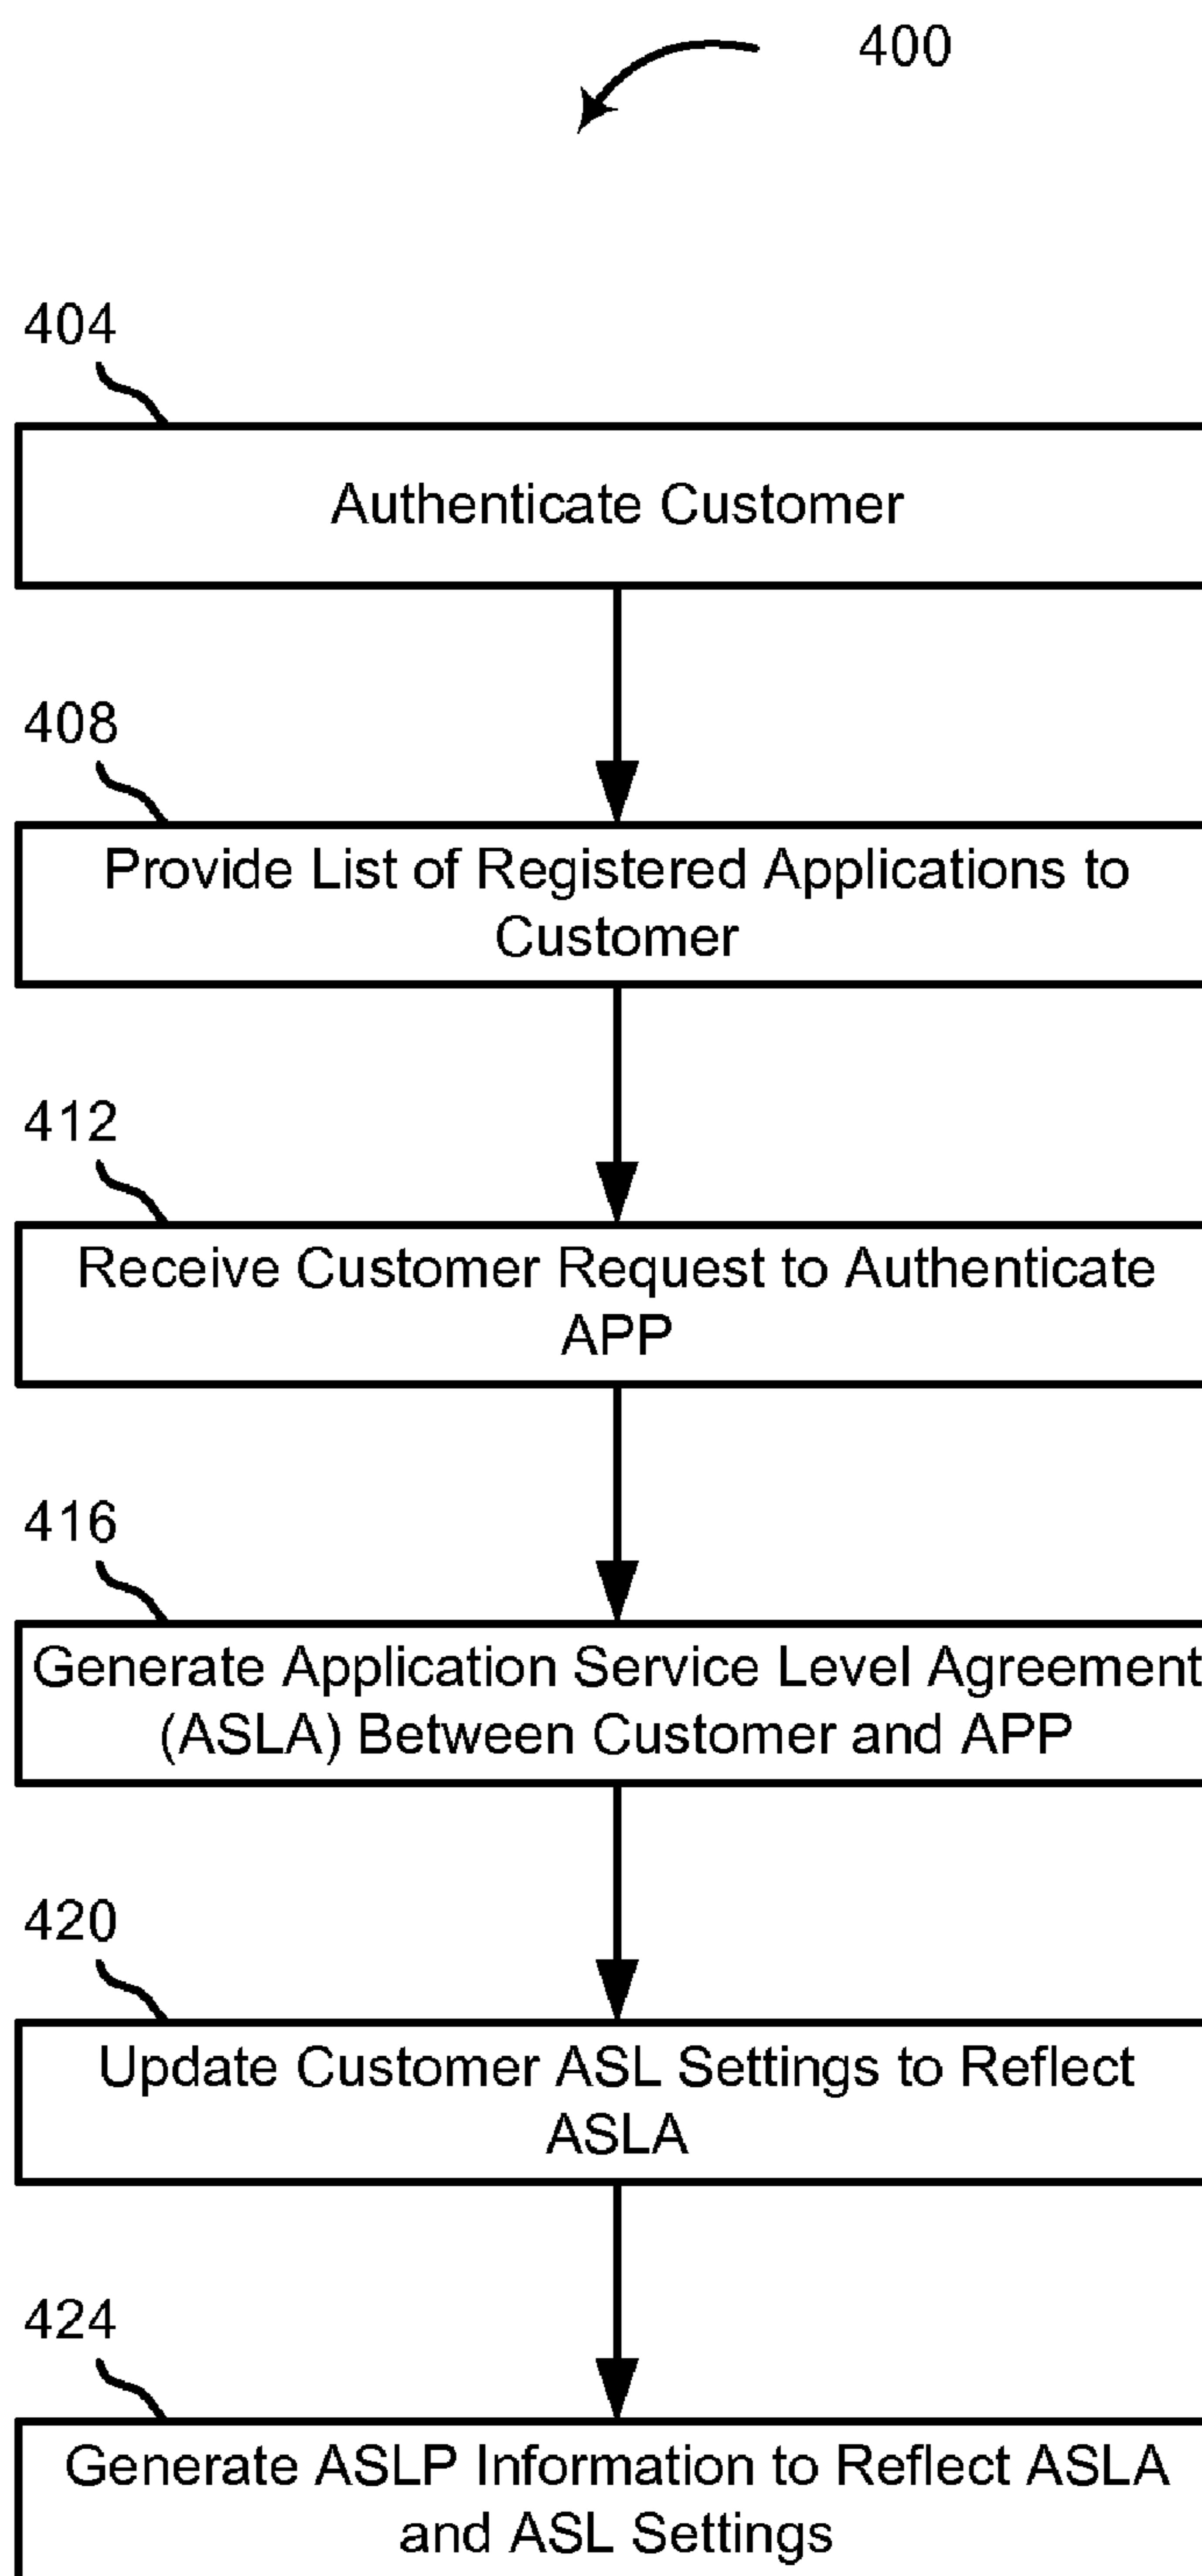 400
404
Authenticate Customer
408
Provide List of Registered Applications to
Customer
412
Receive Customer Request to Authenticate
APP
416
Generate Application Service Level Agreement
(ASLA) Between Customer and APP
420
Update Customer ASL Settings to Reflect
ASLA
424
Generate ASLP Information to Reflect ASLA
and ASL Settings